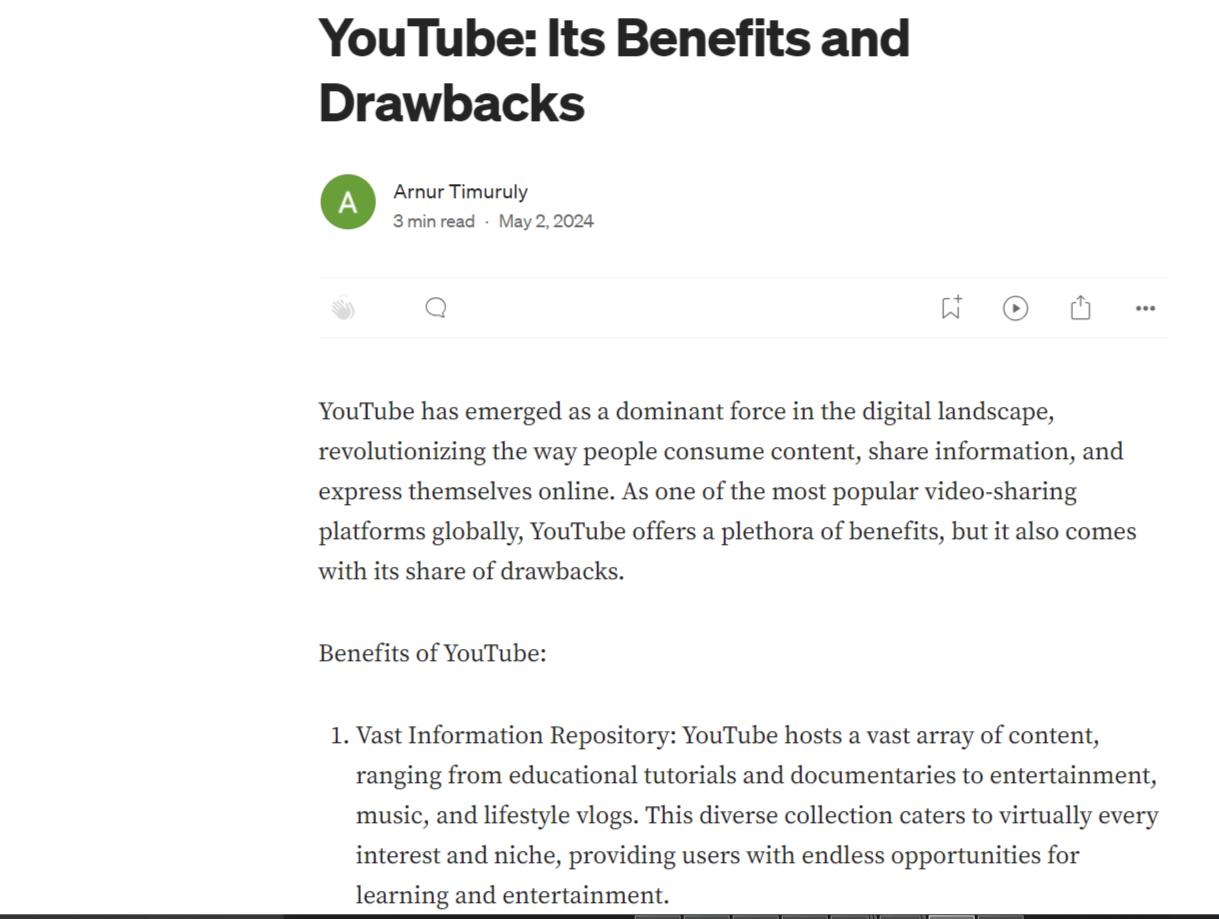 YouTube: Its Benefits and
Drawbacks
A
Arnur Timuruly
3 min read · May 2, 2024
YouTube has emerged as a dominant force in the digital landscape,
revolutionizing the way people consume content, share information, and
express themselves online. As one of the most popular video-sharing
platforms globally, YouTube offers a plethora of benefits, but it also comes
with its share of drawbacks.
Benefits of YouTube:
1. Vast Information Repository: YouTube hosts a vast array of content,
ranging from educational tutorials and documentaries to entertainment,
music, and lifestyle vlogs. This diverse collection caters to virtually every
interest and niche, providing users with endless opportunities for
learning and entertainment.